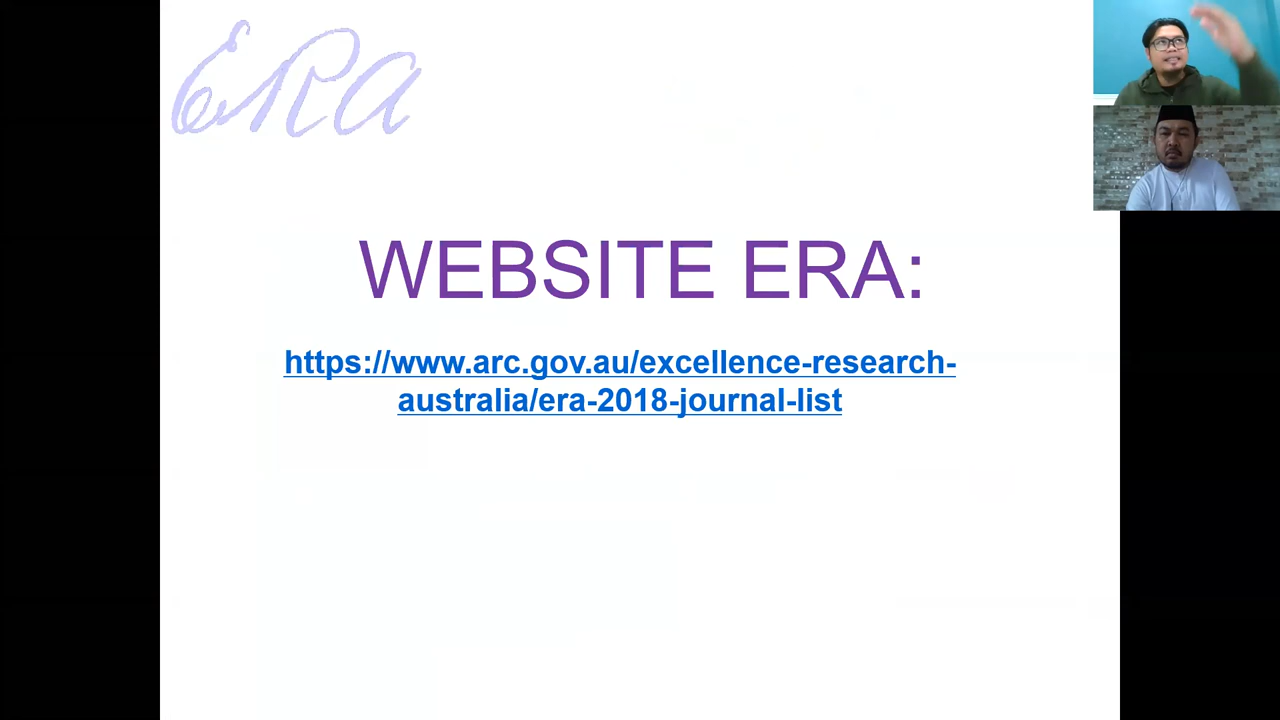 ERA
WEBSITE ERA:
https://www.arc.gov.au/excellence-research-
australia/era-2018-journal-list